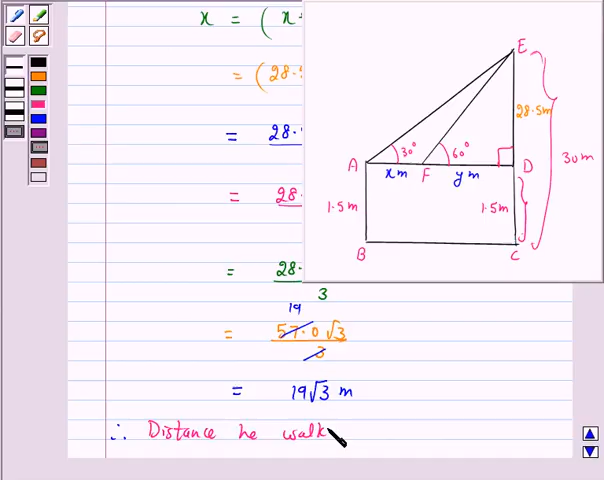 x = ( x +
= ( 28.
= 28.
= 28.
= 28.
3
19
= 57.0 √3
3
= 19√3 m
∴ Distance he walk
E
28.5m
30°
60°
30m
A
x m
F
y m
D
1.5m
1.5m
B
C